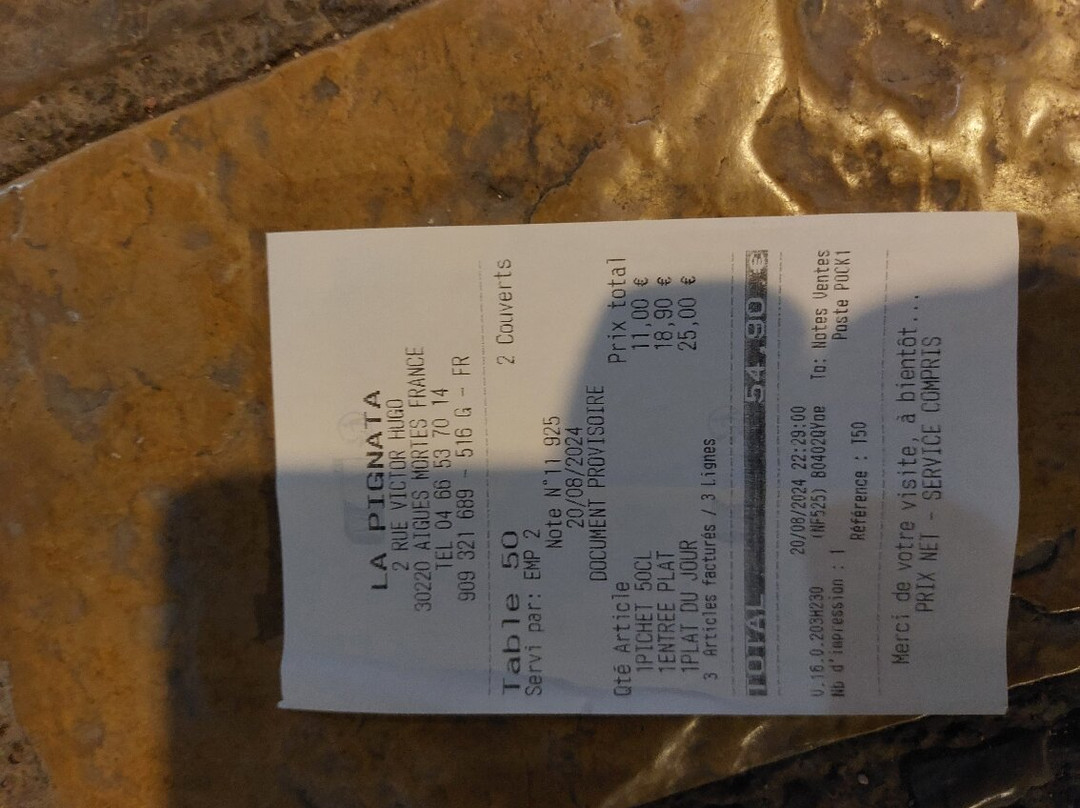 LA PIGNATA
2 RUE VICTOR HUGO
30220 AIGUES MORTES FRANCE
TEL 04 66 53 70 14
909 321 689 - 516 G - FR
Table 50
Servi par: EMP 2 2 Couverts
Note N°11 925
20/08/2024
DOCUMENT PROVISOIRE
Qté Article Prix total
1PICHET 50CL 11,00 €
1ENTREE PLAT 18,90 €
1PLAT DU JOUR 25,00 €
3 Articles facturés / 3 Lignes
TOTAL 54,90 €
20/08/2024 22:29:00
V.16.0.203H230 (NF525) B0402QYae To: Notes Ventes
Nb d'impression : 1 Poste POCK1
Référence : T50
Merci de votre visite, à bientôt...
PRIX NET - SERVICE COMPRIS